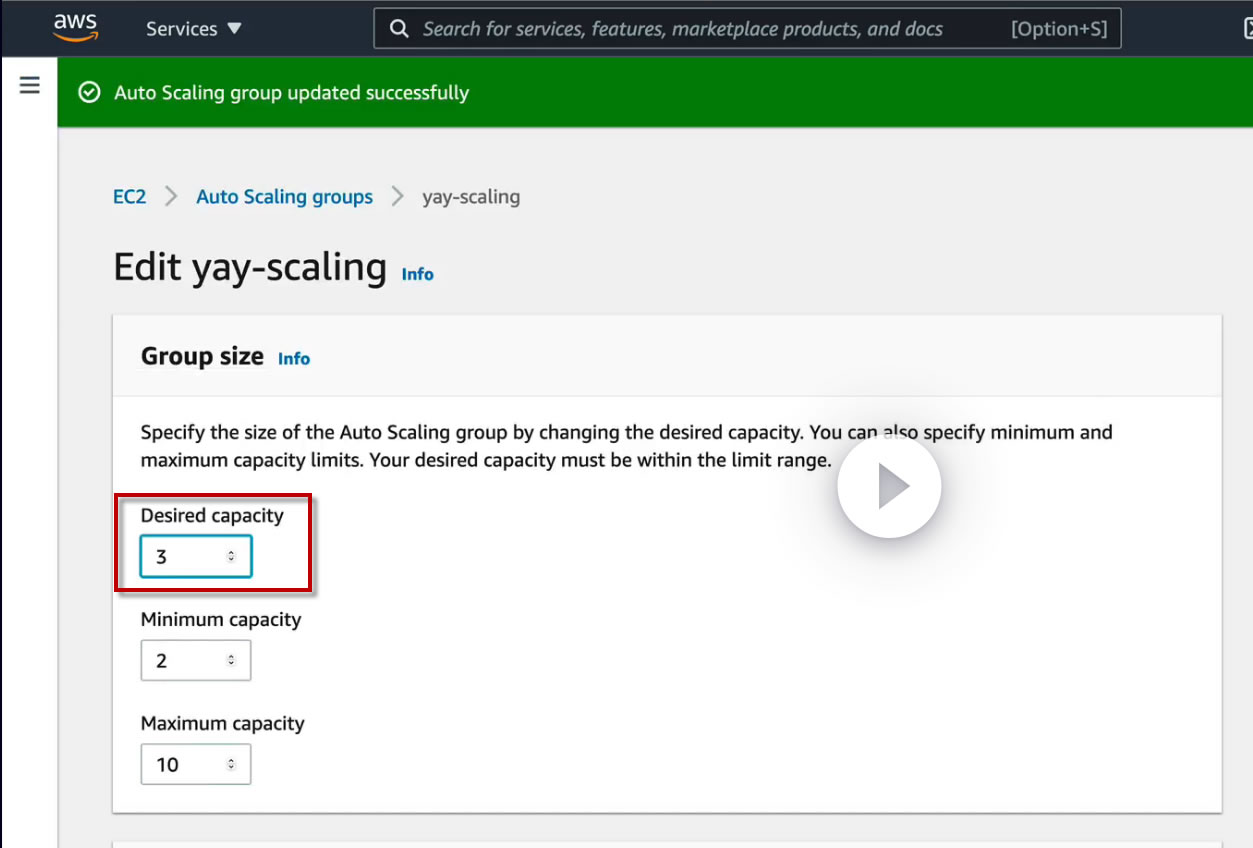 aws
Services
Search for services, features, marketplace products, and docs
[Option+S]
Auto Scaling group updated successfully
EC2 > Auto Scaling groups > yay-scaling
Edit yay-scaling Info
Group size Info
Specify the size of the Auto Scaling group by changing the desired capacity. You can also specify minimum and
maximum capacity limits. Your desired capacity must be within the limit range.
Desired capacity
3
Minimum capacity
2
Maximum capacity
10